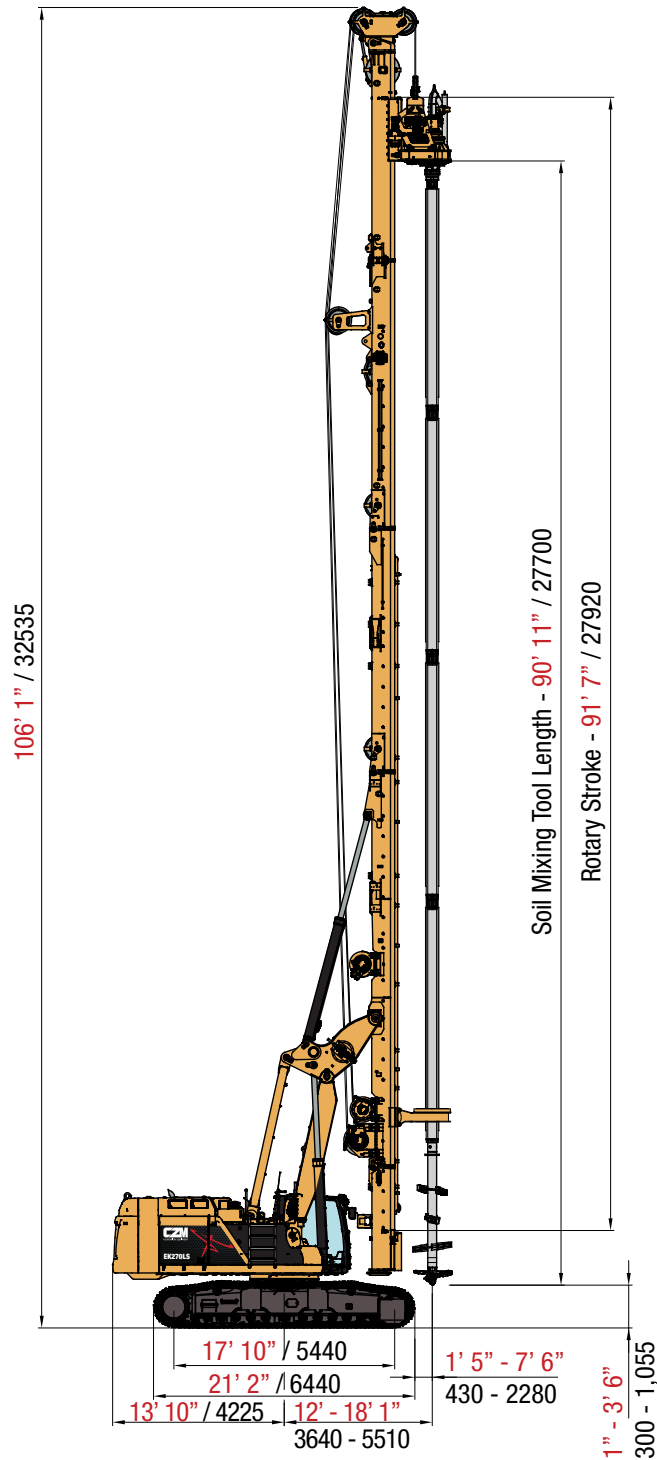 106’ 1” / 32535
Soil Mixing Tool Length - 90’ 11” / 27700
Rotary Stroke - 91’ 7” / 27920
CZM
EK270LS
17’ 10” / 5440
21’ 2” / 6440
13’ 10” / 4225
12’ - 18’ 1”
3640 - 5510
1’ 5” - 7’ 6”
430 - 2280
1” - 3’ 6”
300 - 1,055